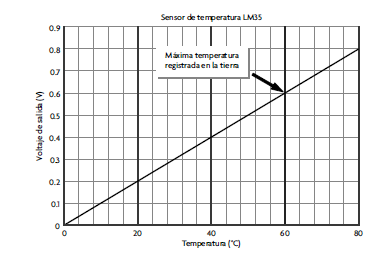 Sensor de temperatura LM35
0.9
0.8
0.7
0.6
0.5
0.4
0.3
0.2
0.1
0
Voltaje de salida (V)
Máxima temperatura
registrada en la tierra
0 20 40 60 80
Temperatura (°C)